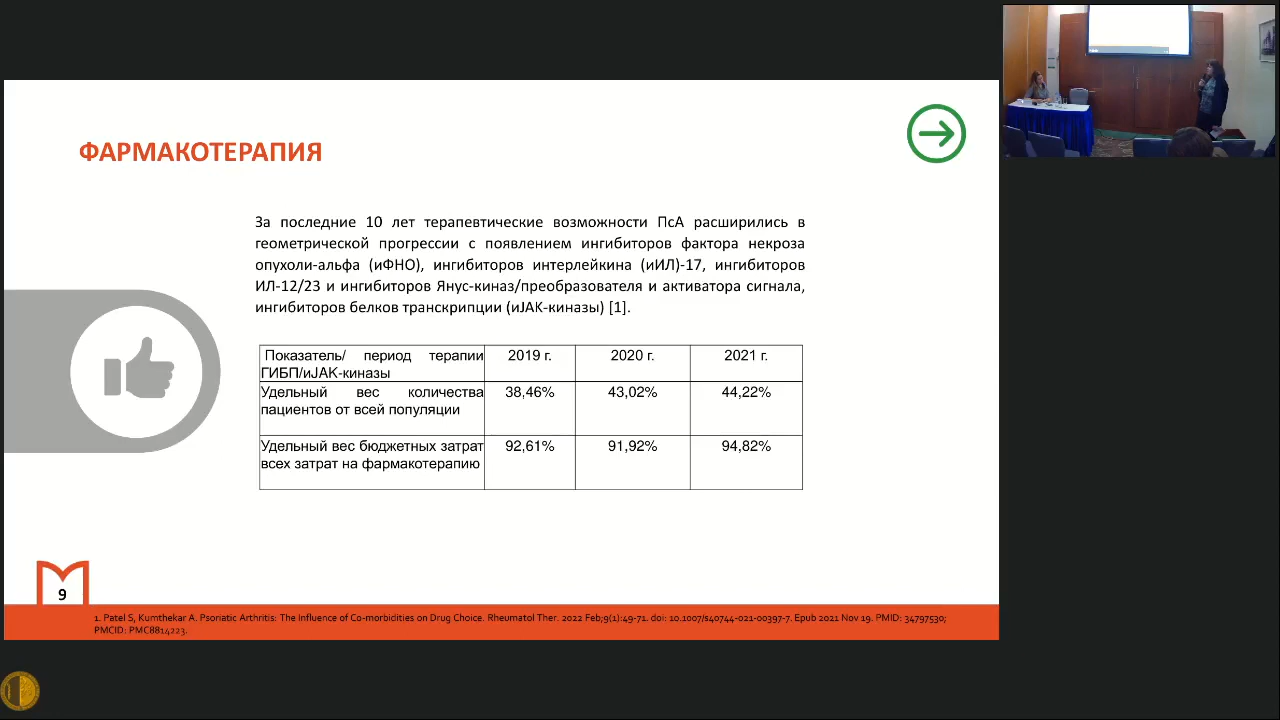 ФАРМАКОТЕРАПИЯ
За последние 10 лет терапевтические возможности ПсА расширились в
геометрической прогрессии с появлением ингибиторов фактора некроза
опухоли-альфа (иФНО), ингибиторов интерлейкина (иИЛ)-17, ингибиторов
ИЛ-12/23 и ингибиторов Янус-киназ/преобразователя и активатора сигнала,
ингибиторов белков транскрипции (иJAK-киназы) [1].
Показатель/ период терапии ГИБП/иJAK-киназы 2019 г. 2020 г. 2021 г.
Удельный вес количества пациентов от всей популяции 38,46% 43,02% 44,22%
Удельный вес бюджетных затрат всех затрат на фармакотерапию 92,61% 91,92% 94,82%
9
1. Patel S, Kumthekar A. Psoriatic Arthritis: The Influence of Co-morbidities on Drug Choice. Rheumatol Ther. 2022 Feb;9(1):49-71. doi: 10.1007/s40744-021-00397-7. Epub 2021 Nov 19. PMID: 34797530;
PMCID: PMC8814223.